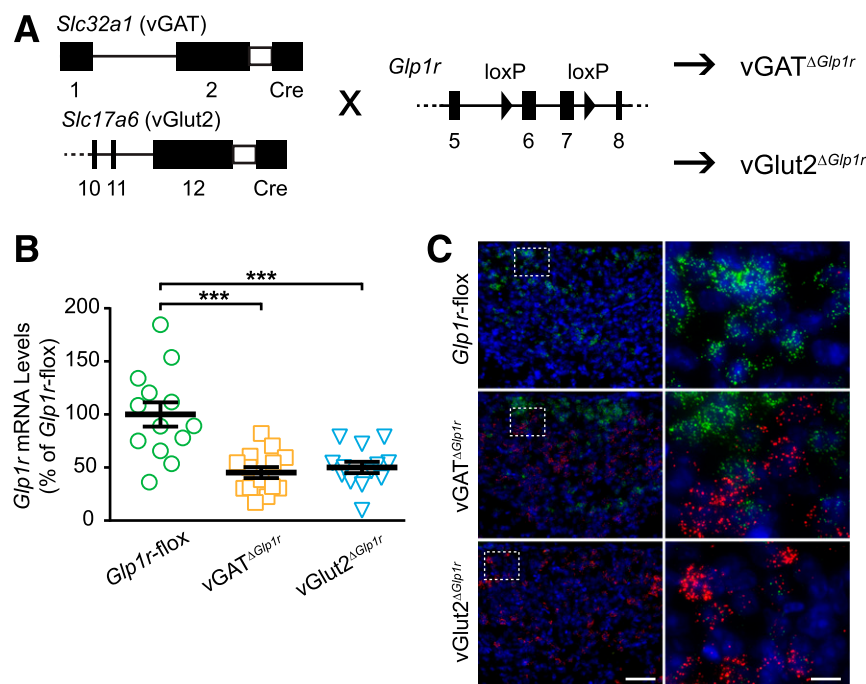 A
Slc32a1 (vGAT)
1 2 Cre
Slc17a6 (vGlut2)
10 11 12 Cre
X
Glp1r loxP loxP
5 6 7 8
vGATΔGlp1r
vGlut2ΔGlp1r
B
*** 
***
Glp1r mRNA Levels
(% of Glp1r-flox)
200
150
100
50
0
Glp1r-flox
vGATΔGlp1r
vGlut2ΔGlp1r
C
Glp1r-flox
vGATΔGlp1r
vGlut2ΔGlp1r